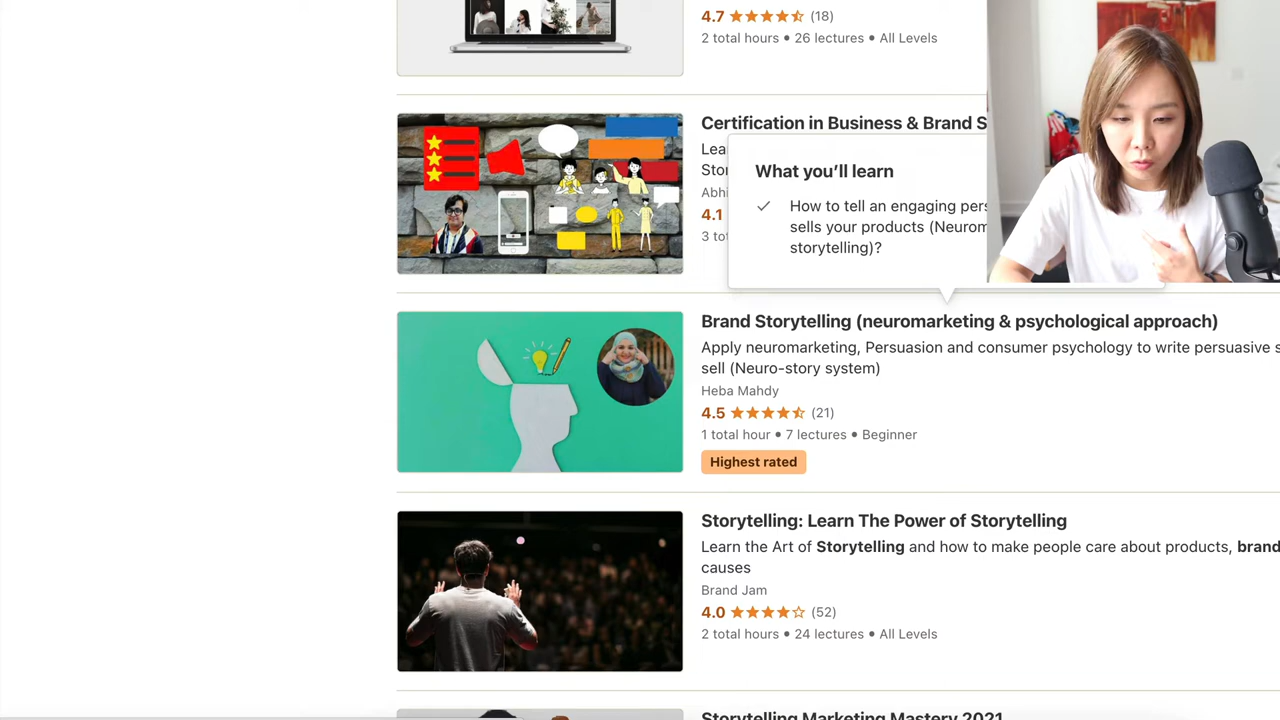 4.7 (18)
2 total hours • 26 lectures • All Levels
Certification in Business & Brand S
Lea
Stor
Abhi
4.1
3 tot
What you'll learn
How to tell an engaging pers
sells your products (Neurom
storytelling)?
Brand Storytelling (neuromarketing & psychological approach)
Apply neuromarketing, Persuasion and consumer psychology to write persuasive s
sell (Neuro-story system)
Heba Mahdy
4.5 (21)
1 total hour • 7 lectures • Beginner
Highest rated
Storytelling: Learn The Power of Storytelling
Learn the Art of Storytelling and how to make people care about products, brand
causes
Brand Jam
4.0 (52)
2 total hours • 24 lectures • All Levels
Storytelling Marketing Mastery 2021